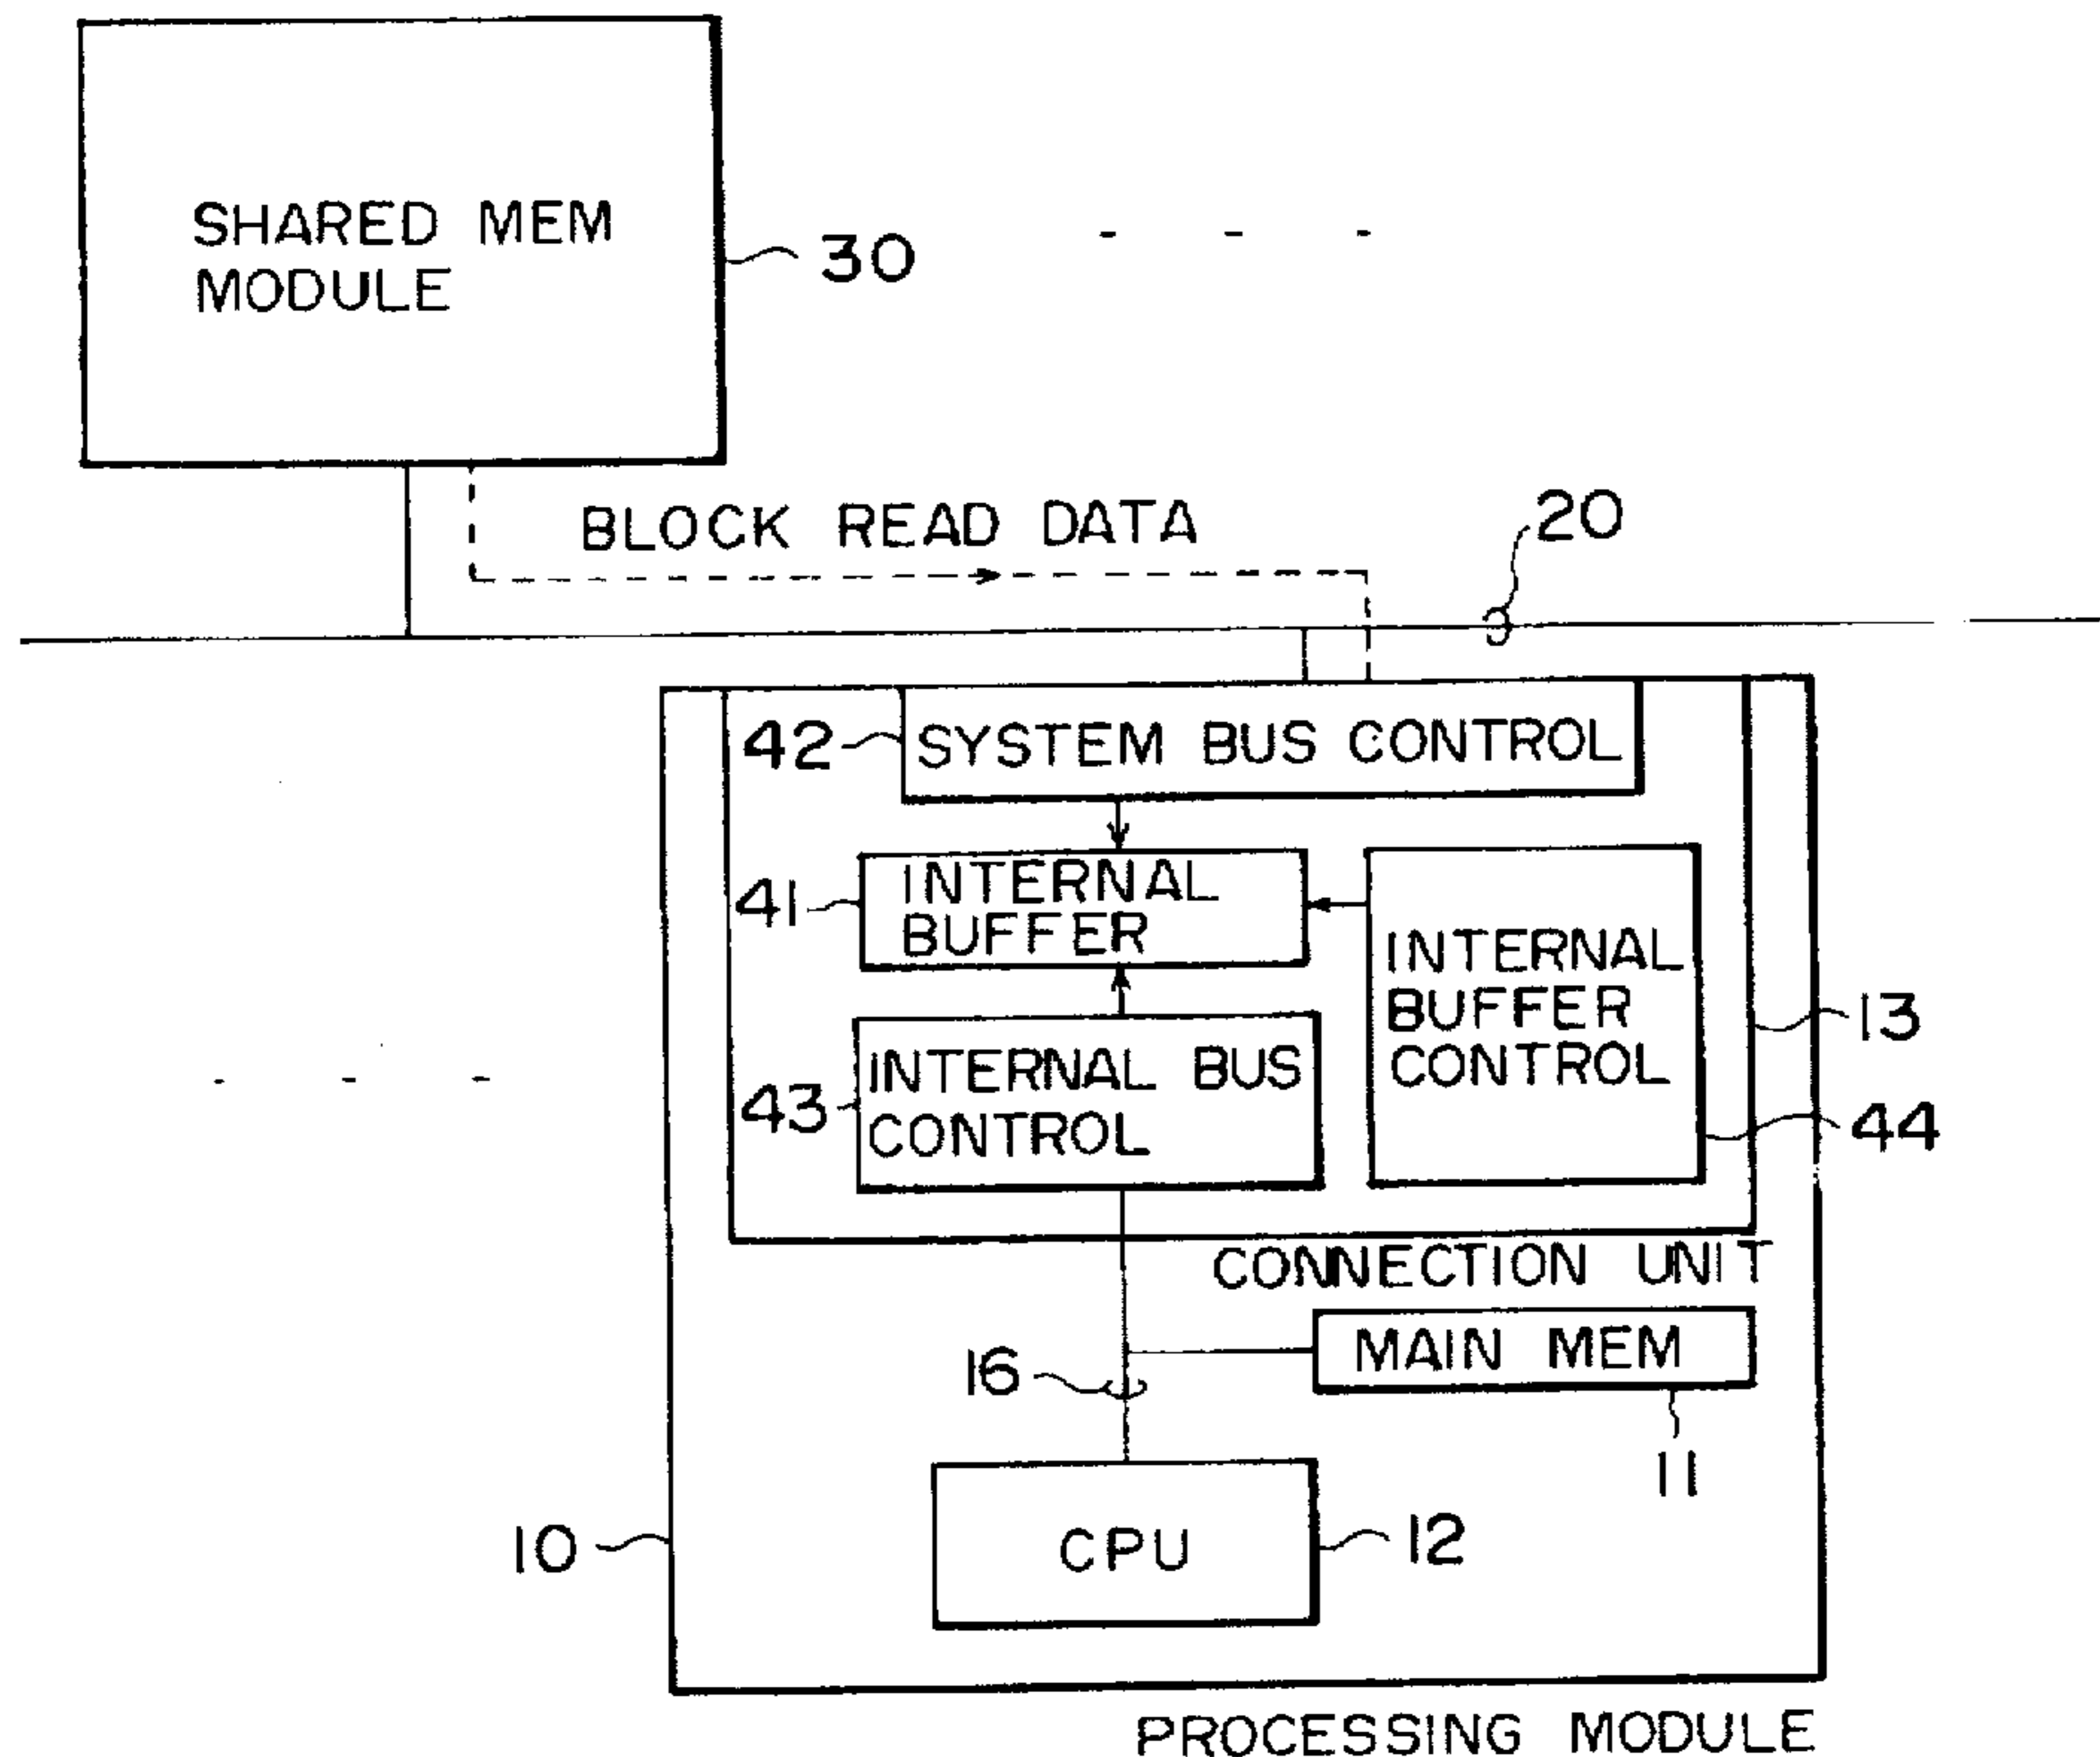 SHARED MEM
MODULE
30
BLOCK READ DATA
20
42
SYSTEM BUS CONTROL
41
INTERNAL
BUFFER
INTERNAL
BUFFER
CONTROL
13
43
INTERNAL BUS
CONTROL
44
CONNECTION UNIT
MAIN MEM
16
11
10
CPU
12
PROCESSING MODULE